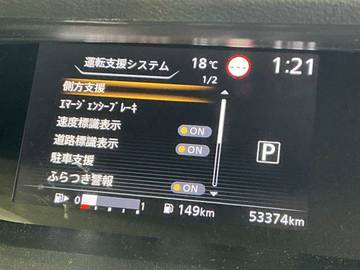 運転支援システム 18℃ 1:21
1/2
側方支援
ｴﾏｰｼﾞｪﾝｼｰﾌﾞﾚｰｷ
速度標識表示 ON
道路標識表示 ON
駐車支援 P
ふらつき警報 ON
0 1 149km 53374km